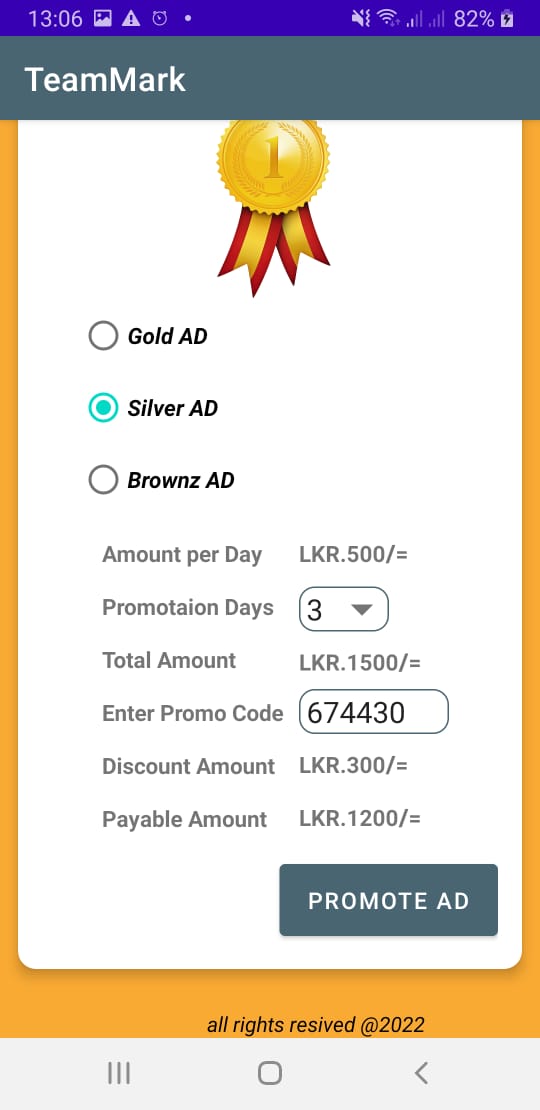 13:06 82%
TeamMark
1
Gold AD
Silver AD
Brownz AD
Amount per Day LKR.500/=
Promotaion Days 3
Total Amount LKR.1500/=
Enter Promo Code 674430
Discount Amount LKR.300/=
Payable Amount LKR.1200/=
PROMOTE AD
all rights resived @2022